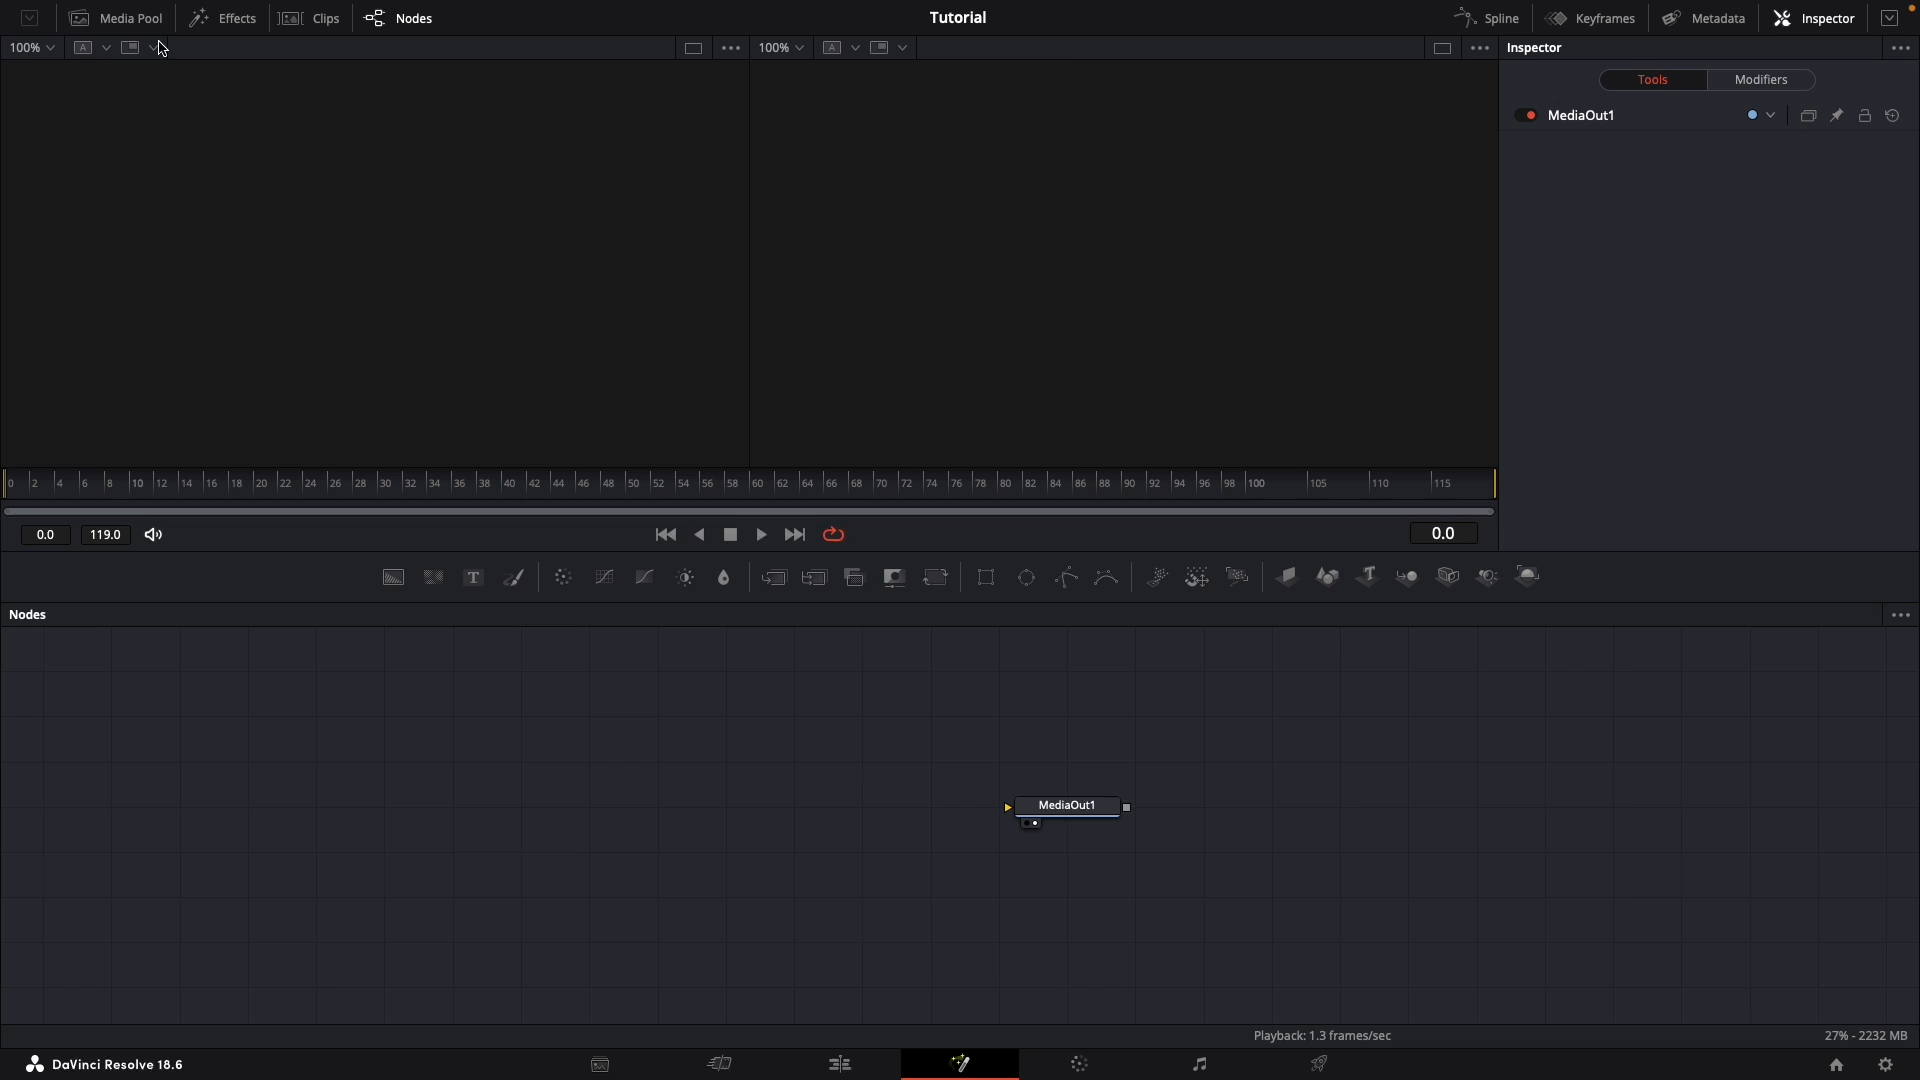 Media Pool Effects Clips Nodes Tutorial Spline Keyframes Metadata Inspector
100% A 100% A Inspector
Tools Modifiers
MediaOut1
0 2 4 6 8 10 12 14 16 18 20 22 24 26 28 30 32 34 36 38 40 42 44 46 48 50 52 54 56 58 60 62 64 66 68 70 72 74 76 78 80 82 84 86 88 90 92 94 96 98 100 105 110 115
0.0 119.0 0.0
T T
Nodes
MediaOut1
Playback: 1.3 frames/sec 27% - 2232 MB
DaVinci Resolve 18.6